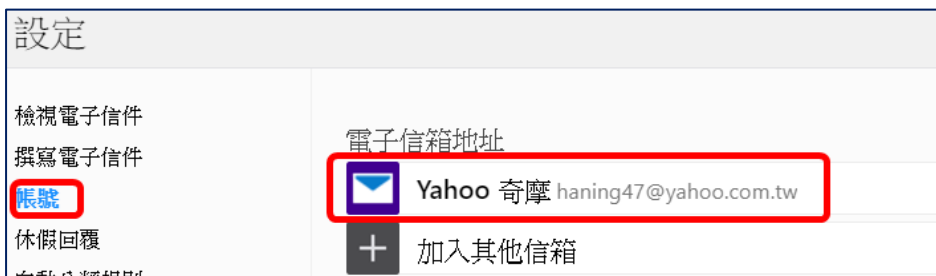 設定
檢視電子信件
撰寫電子信件
帳號
休假回覆
電子信箱地址
Yahoo 奇摩 haning47@yahoo.com.tw
加入其他信箱